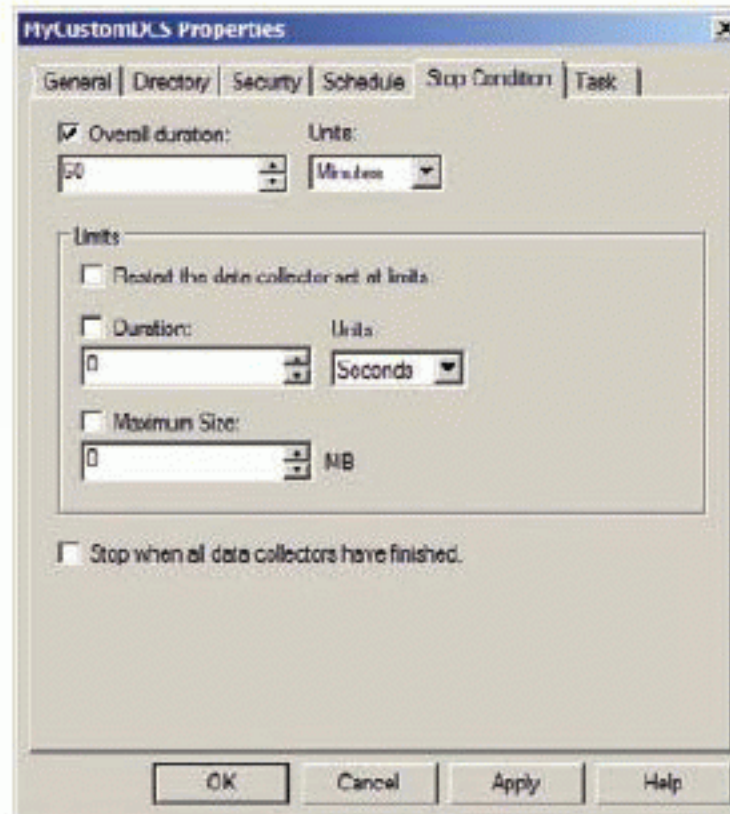 MyCustomDCS Properties
General Directory Security Schedule Stop Condition Task
Overall duration: Units:
Minutes
Limits
Restart the data collector set at limits.
Duration: Units
0 Seconds
Maximum Size:
0 MB
Stop when all data collectors have finished.
OK Cancel Apply Help